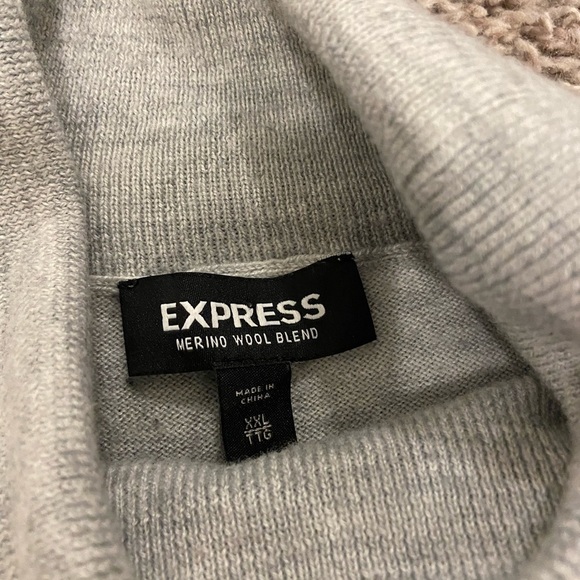 EXPRESS
MERINO WOOL BLEND
MADE IN
CHINA
XXL
TTG